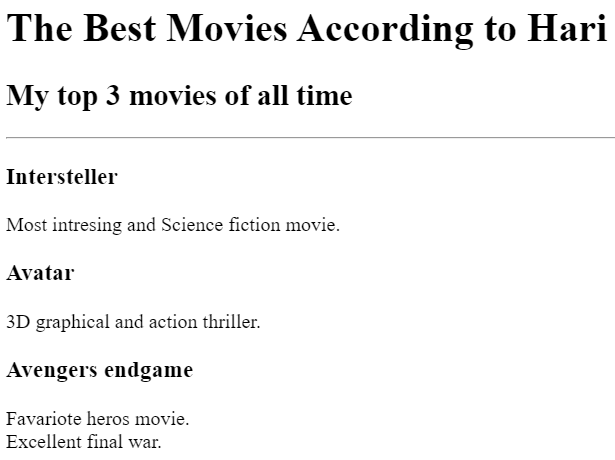 The Best Movies According to Hari
My top 3 movies of all time
Intersteller
Most intresing and Science fiction movie.
Avatar
3D graphical and action thriller.
Avengers endgame
Favariote heros movie.
Excellent final war.